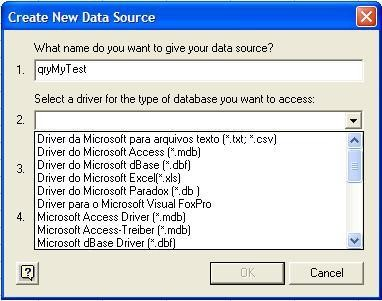 Create New Data Source
What name do you want to give your data source?
1. qryMyTest
Select a driver for the type of database you want to access:
2.
Driver da Microsoft para arquivos texto (*.txt; *.csv)
Driver do Microsoft Access (*.mdb)
Driver do Microsoft dBase (*.dbf)
3. Driver do Microsoft Excel(*.xls)
Driver do Microsoft Paradox (*.db )
Driver para o Microsoft Visual FoxPro
4. Microsoft Access Driver (*.mdb)
Microsoft Access-Treiber (*.mdb)
Microsoft dBase Driver (*.dbf)
?
OK Cancel